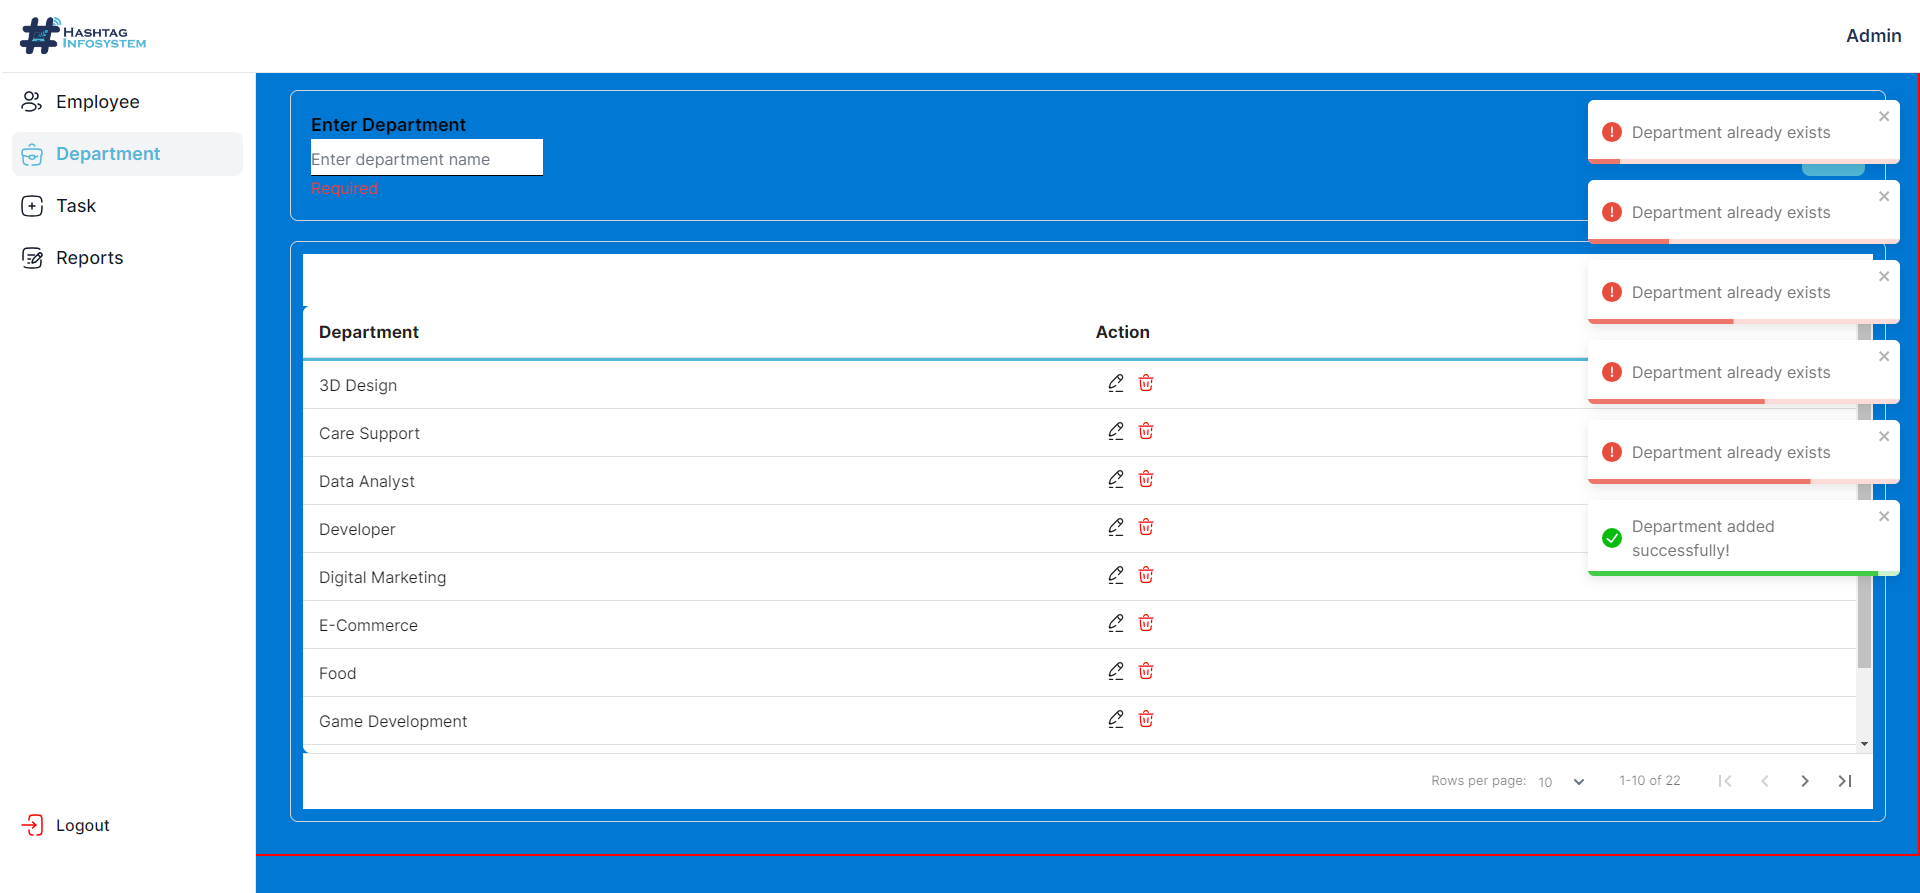 HASHTAG
INFOSYSTEM
Admin
Employee
Department
Task
Reports
Logout
Enter Department
Enter department name
Required
Department already exists
Department already exists
Department already exists
Department already exists
Department already exists
Department added
successfully!
Department Action
3D Design
Care Support
Data Analyst
Developer
Digital Marketing
E-Commerce
Food
Game Development
Rows per page: 10 1-10 of 22